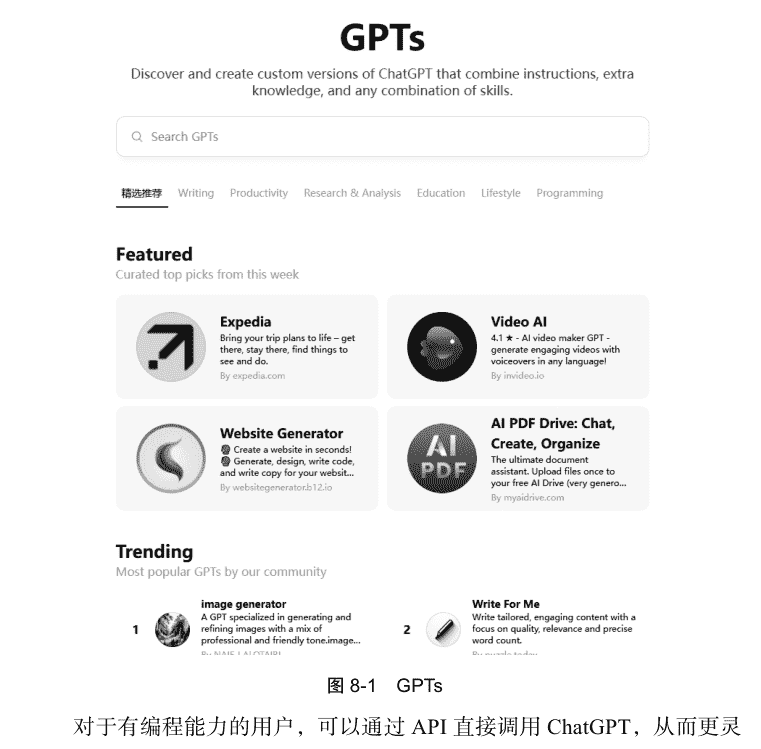 GPTs
Discover and create custom versions of ChatGPT that combine instructions, extra
knowledge, and any combination of skills.
Search GPTs
精选推荐 Writing Productivity Research & Analysis Education Lifestyle Programming
Featured
Curated top picks from this week
Expedia
Bring your trip plans to life – get
there, stay there, find things to
see and do.
By expedia.com
Video AI
4.1 ★ - AI video maker GPT -
generate engaging videos with
voiceovers in any language!
By invideo.io
Website Generator
Create a website in seconds!
Generate, design, write code,
and write copy for your websit...
By websitegenerator.b12.io
AI
PDF
AI PDF Drive: Chat,
Create, Organize
The ultimate document
assistant. Upload files once to
your free AI Drive (very genero...
By myaidrive.com
Trending
Most popular GPTs by our community
1
image generator
A GPT specialized in generating and
refining images with a mix of
professional and friendly tone.image...
By NAIF J ALOTAIBI
2
Write For Me
Write tailored, engaging content with a
focus on quality, relevance and precise
word count.
By puzzle.today
图 8-1 GPTs
对于有编程能力的用户，可以通过 API 直接调用 ChatGPT，从而更灵